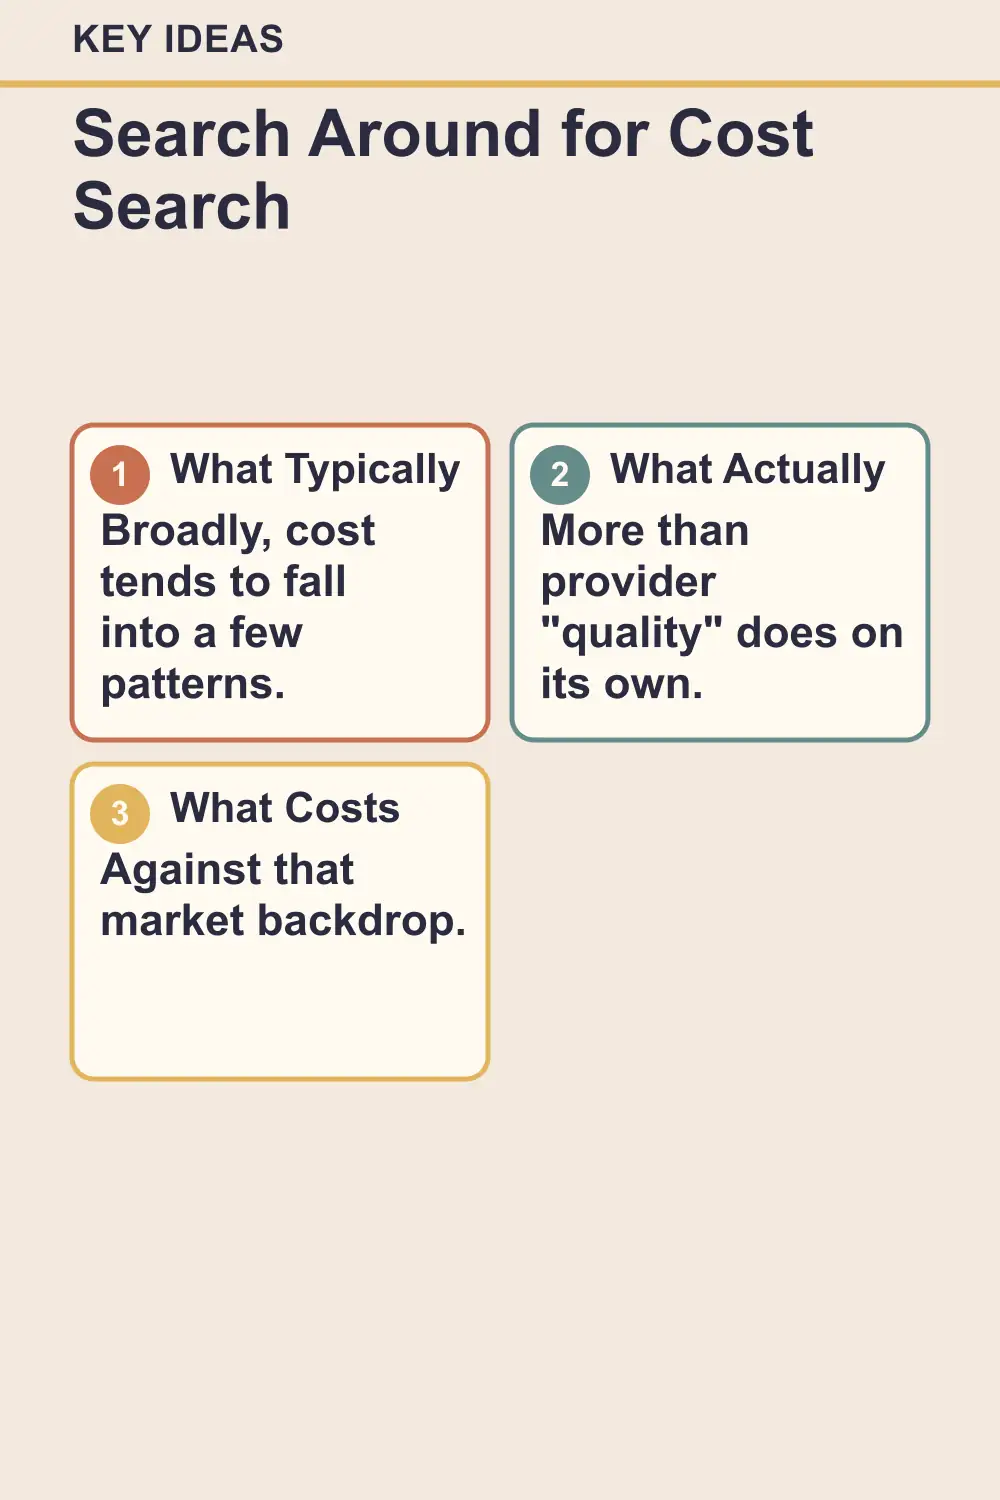 KEY IDEAS
Search Around for Cost
Search
1 What Typically
Broadly, cost
tends to fall
into a few
patterns.
2 What Actually
More than
provider
"quality" does on
its own.
3 What Costs
Against that
market backdrop.